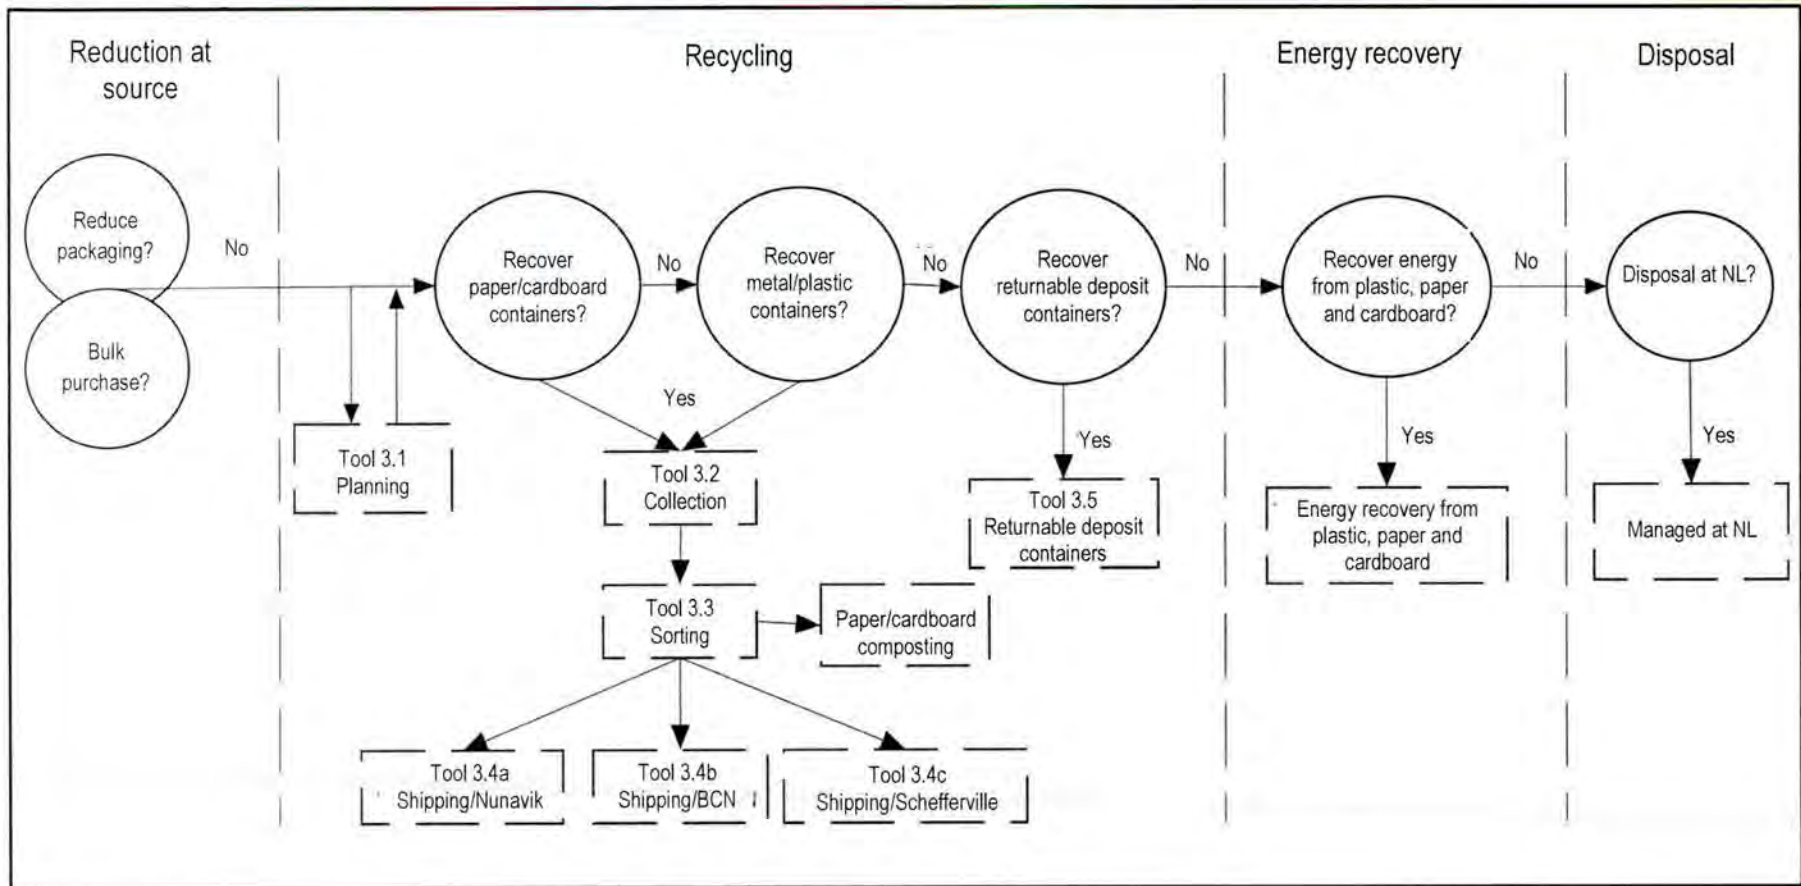 Reduction at
source
Recycling
Energy recovery
Disposal
Reduce
packaging?
Bulk
purchase?
No
Tool 3.1
Planning
Recover
paper/cardboard
containers?
No
Recover
metal/plastic
containers?
No
Recover
returnable deposit
containers?
No
Recover energy
from plastic, paper
and cardboard?
No
Disposal at NL?
Yes
Tool 3.2
Collection
Tool 3.3
Sorting
Paper/cardboard
composting
Tool 3.4a
Shipping/Nunavik
Tool 3.4b
Shipping/BCN
Tool 3.4c
Shipping/Schefferville
Yes
Tool 3.5
Returnable deposit
containers
Yes
Energy recovery from
plastic, paper and
cardboard
Yes
Managed at NL